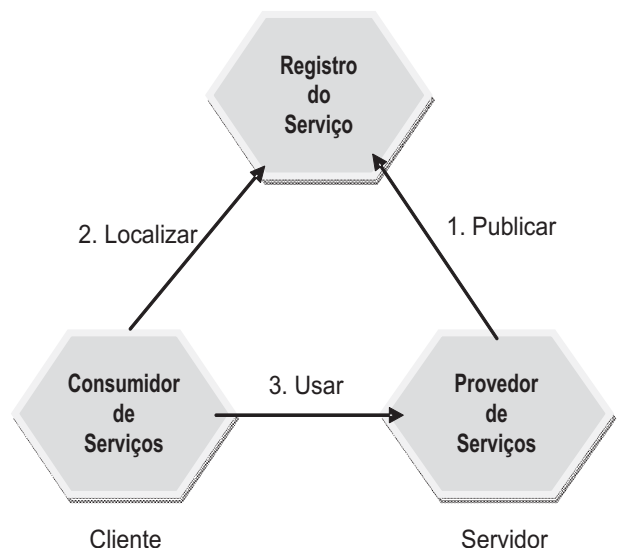 Registro
do
Serviço
2. Localizar
1. Publicar
Consumidor
de
Serviços
3. Usar
Provedor
de
Serviços
Cliente
Servidor